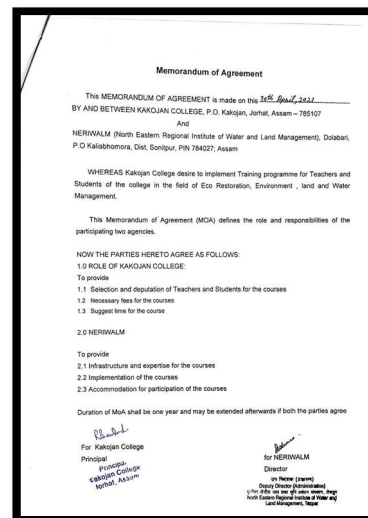 Memorandum of Agreement
This MEMORANDUM OF AGREEMENT is made on this 30th April, 2021
BY AND BETWEEN KAKOJAN COLLEGE, P.O. Kakojan, Jorhat, Assam – 785107
And
NERIWALM (North Eastern Regional Institute of Water and Land Management), Dolabari,
P.O Kaliabhomora, Dist, Sonitpur, PIN 784027; Assam
WHEREAS Kakojan College desire to implement Training programme for Teachers and
Students of the college in the field of Eco Restoration, Environment , land and Water
Management.
This Memorandum of Agreement (MOA) defines the role and responsibilities of the
participating two agencies.
NOW THE PARTIES HERETO AGREE AS FOLLOWS:
1.0 ROLE OF KAKOJAN COLLEGE:
To provide
1.1 Selection and deputation of Teachers and Students for the courses
1.2 Necessary fees for the courses
1.3 Suggest time for the course
2.0 NERIWALM
To provide
2.1 Infrastructure and expertise for the courses
2.2 Implementation of the courses
2.3 Accommodation for participation of the courses
Duration of MoA shall be one year and may be extended afterwards if both the parties agree
For Kakojan College
Principal
Principal
Kakojan College
Jorhat, Assam
for NERIWALM
Director
उप निदेशक (प्रशासन)
Deputy Director (Administration)
North Eastern Regional Institute of Water and
Land Management, Tezpur